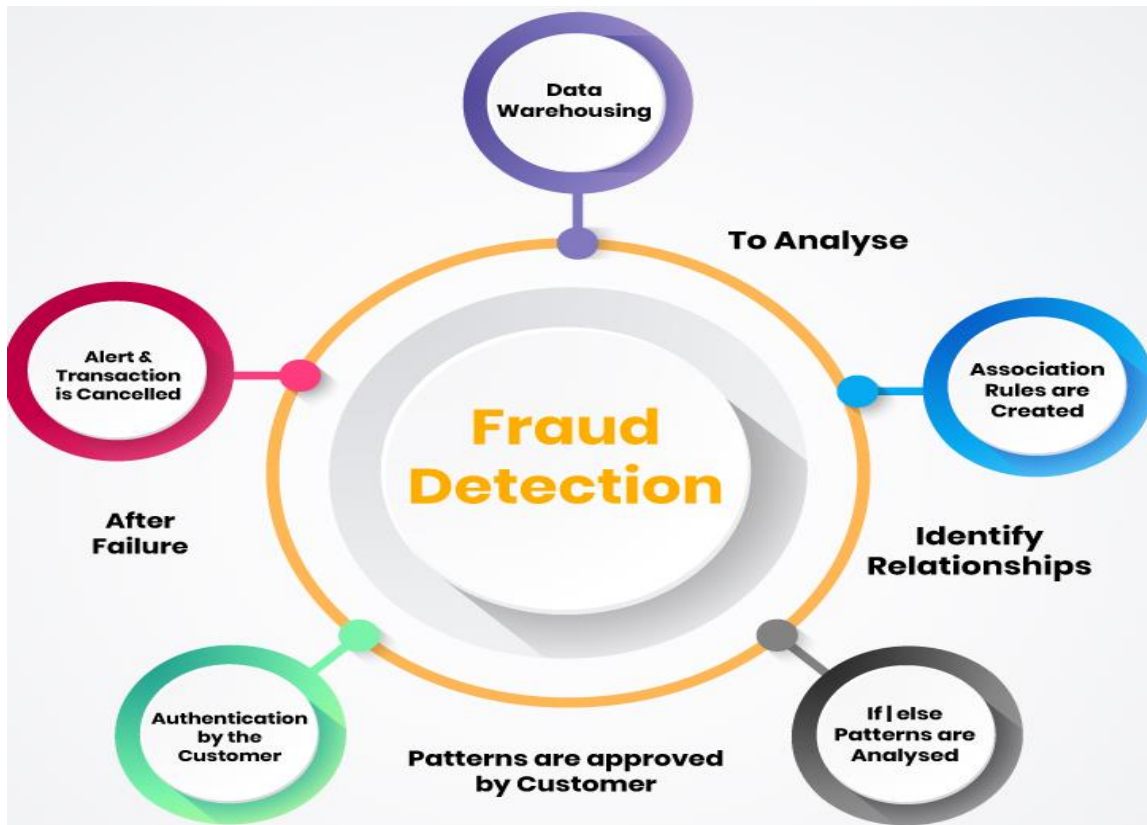 Data
Warehousing
To Analyse
Association
Rules are
Created
Identify
Relationships
If | else
Patterns are
Analysed
Patterns are approved
by Customer
Authentication
by the
Customer
After
Failure
Alert &
Transaction
is Cancelled
Fraud
Detection